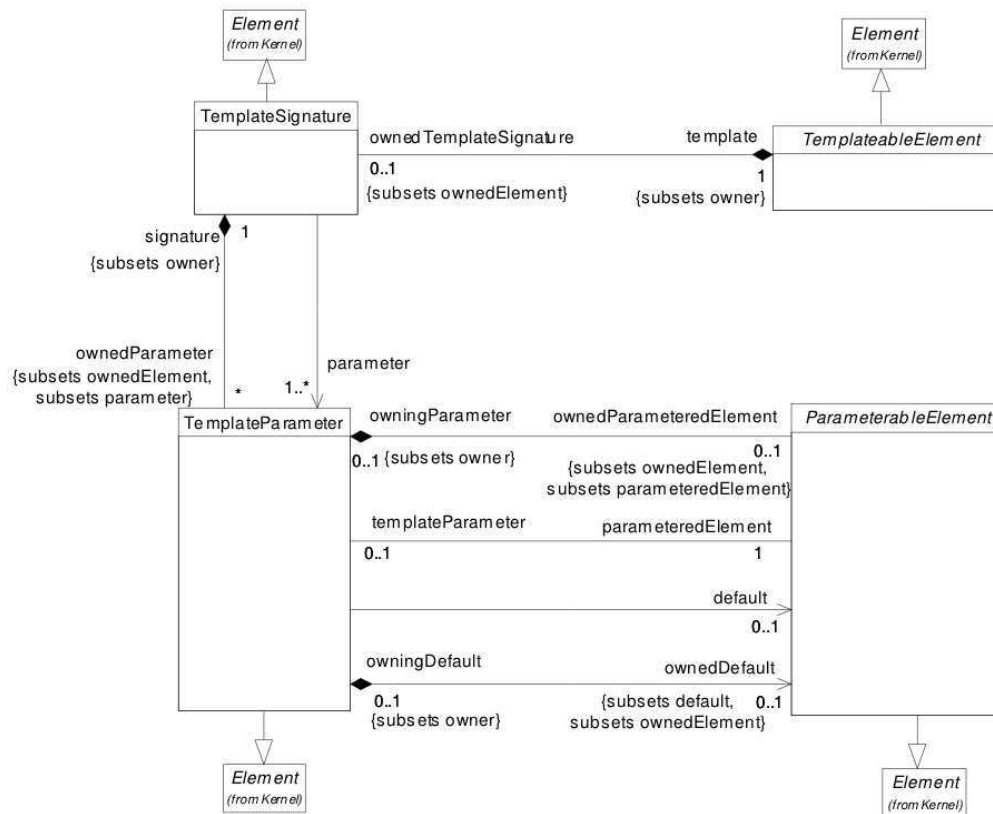 Element
(from Kernel)
Element
(from Kernel)
TemplateSignature
ownedTemplateSignature
template
TemplateableElement
0..1
1
{subsets ownedElement}
{subsets owner}
signature
1
{subsets owner}
ownedParameter
{subsets ownedElement,
subsets parameter}
*
1..*
parameter
TemplateParameter
owningParameter
ownedParameteredElement
ParameterableElement
0..1
{subsets owner}
0..1
{subsets ownedElement,
subsets parameteredElement}
templateParameter
parameteredElement
0..1
1
default
0..1
owningDefault
ownedDefault
0..1
{subsets owner}
{subsets default,
subsets ownedElement}
0..1
Element
(from Kernel)
Element
(from Kernel)